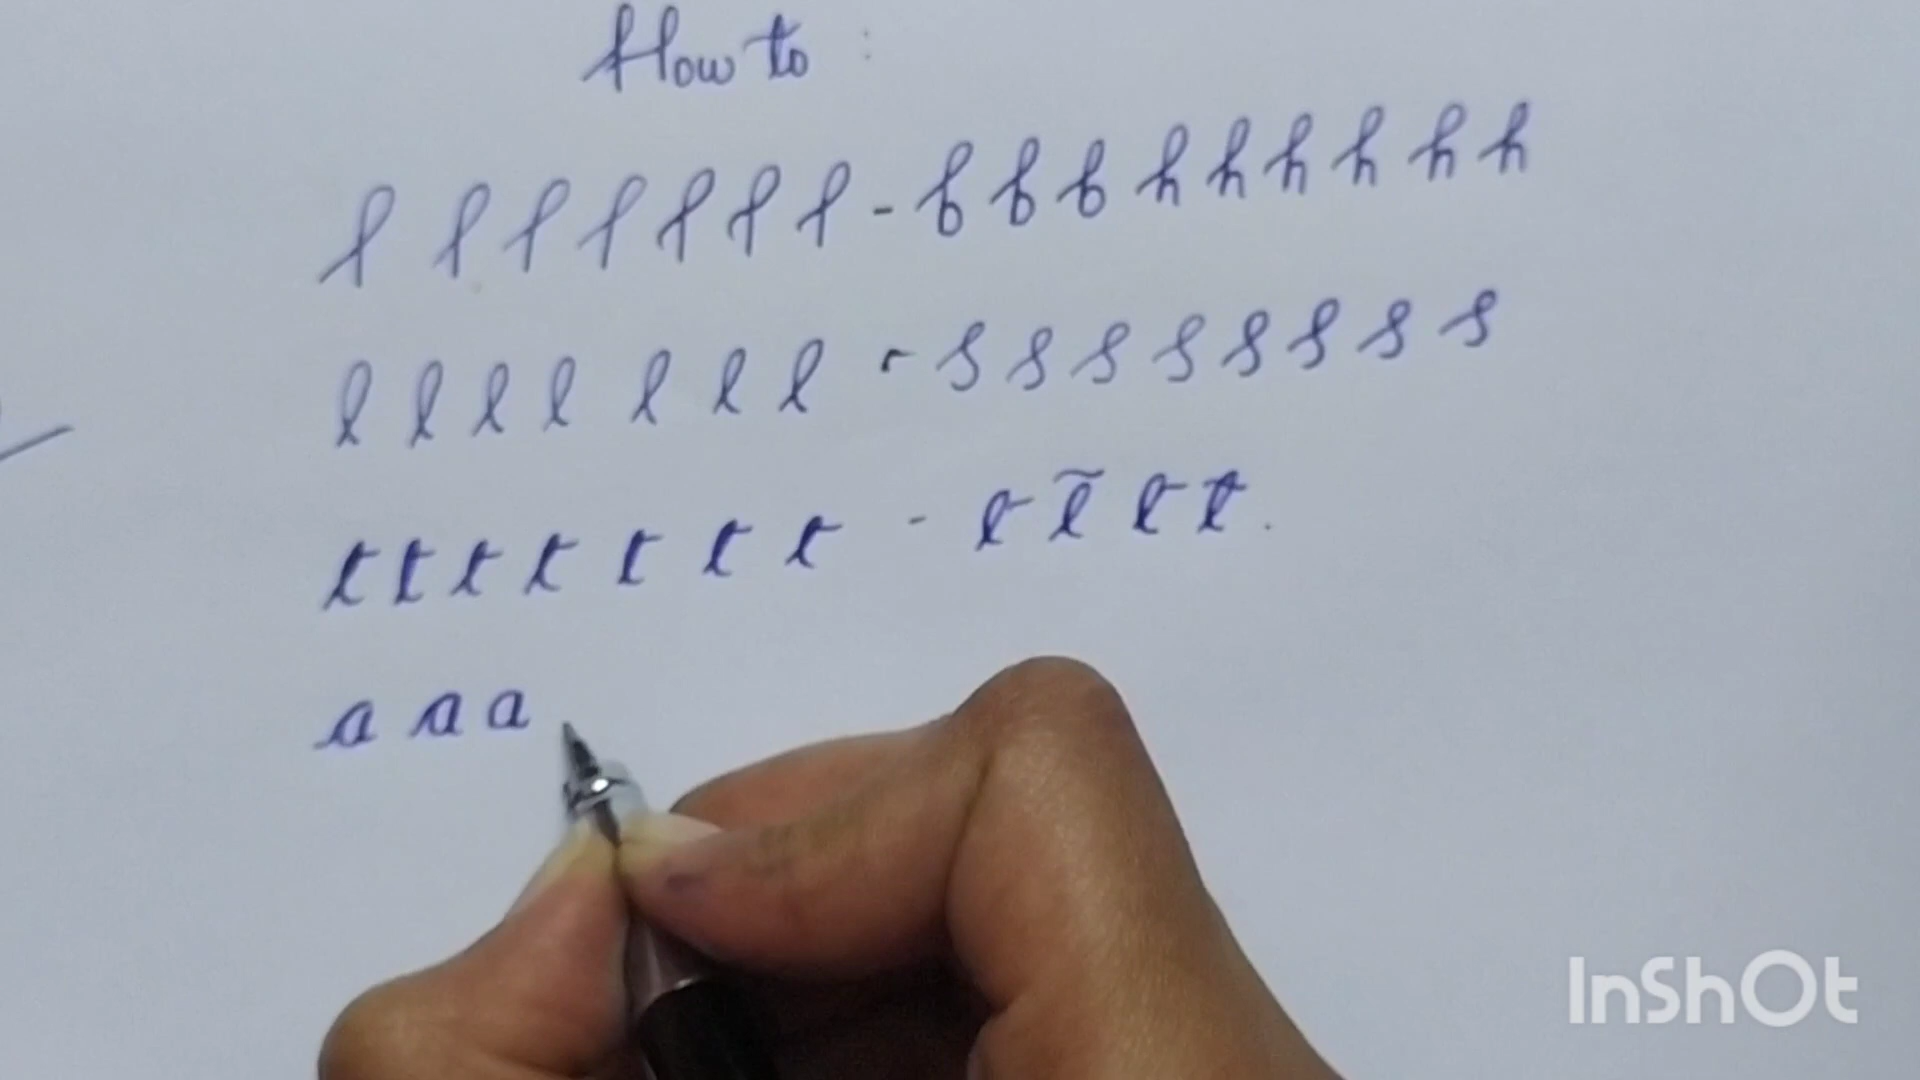 How to :
f f f f f f f - b b b h h h h h h
l l l l l l l - s s s s s s s s
t t t t t t t - t l̃ t t .
a a a
InShOt